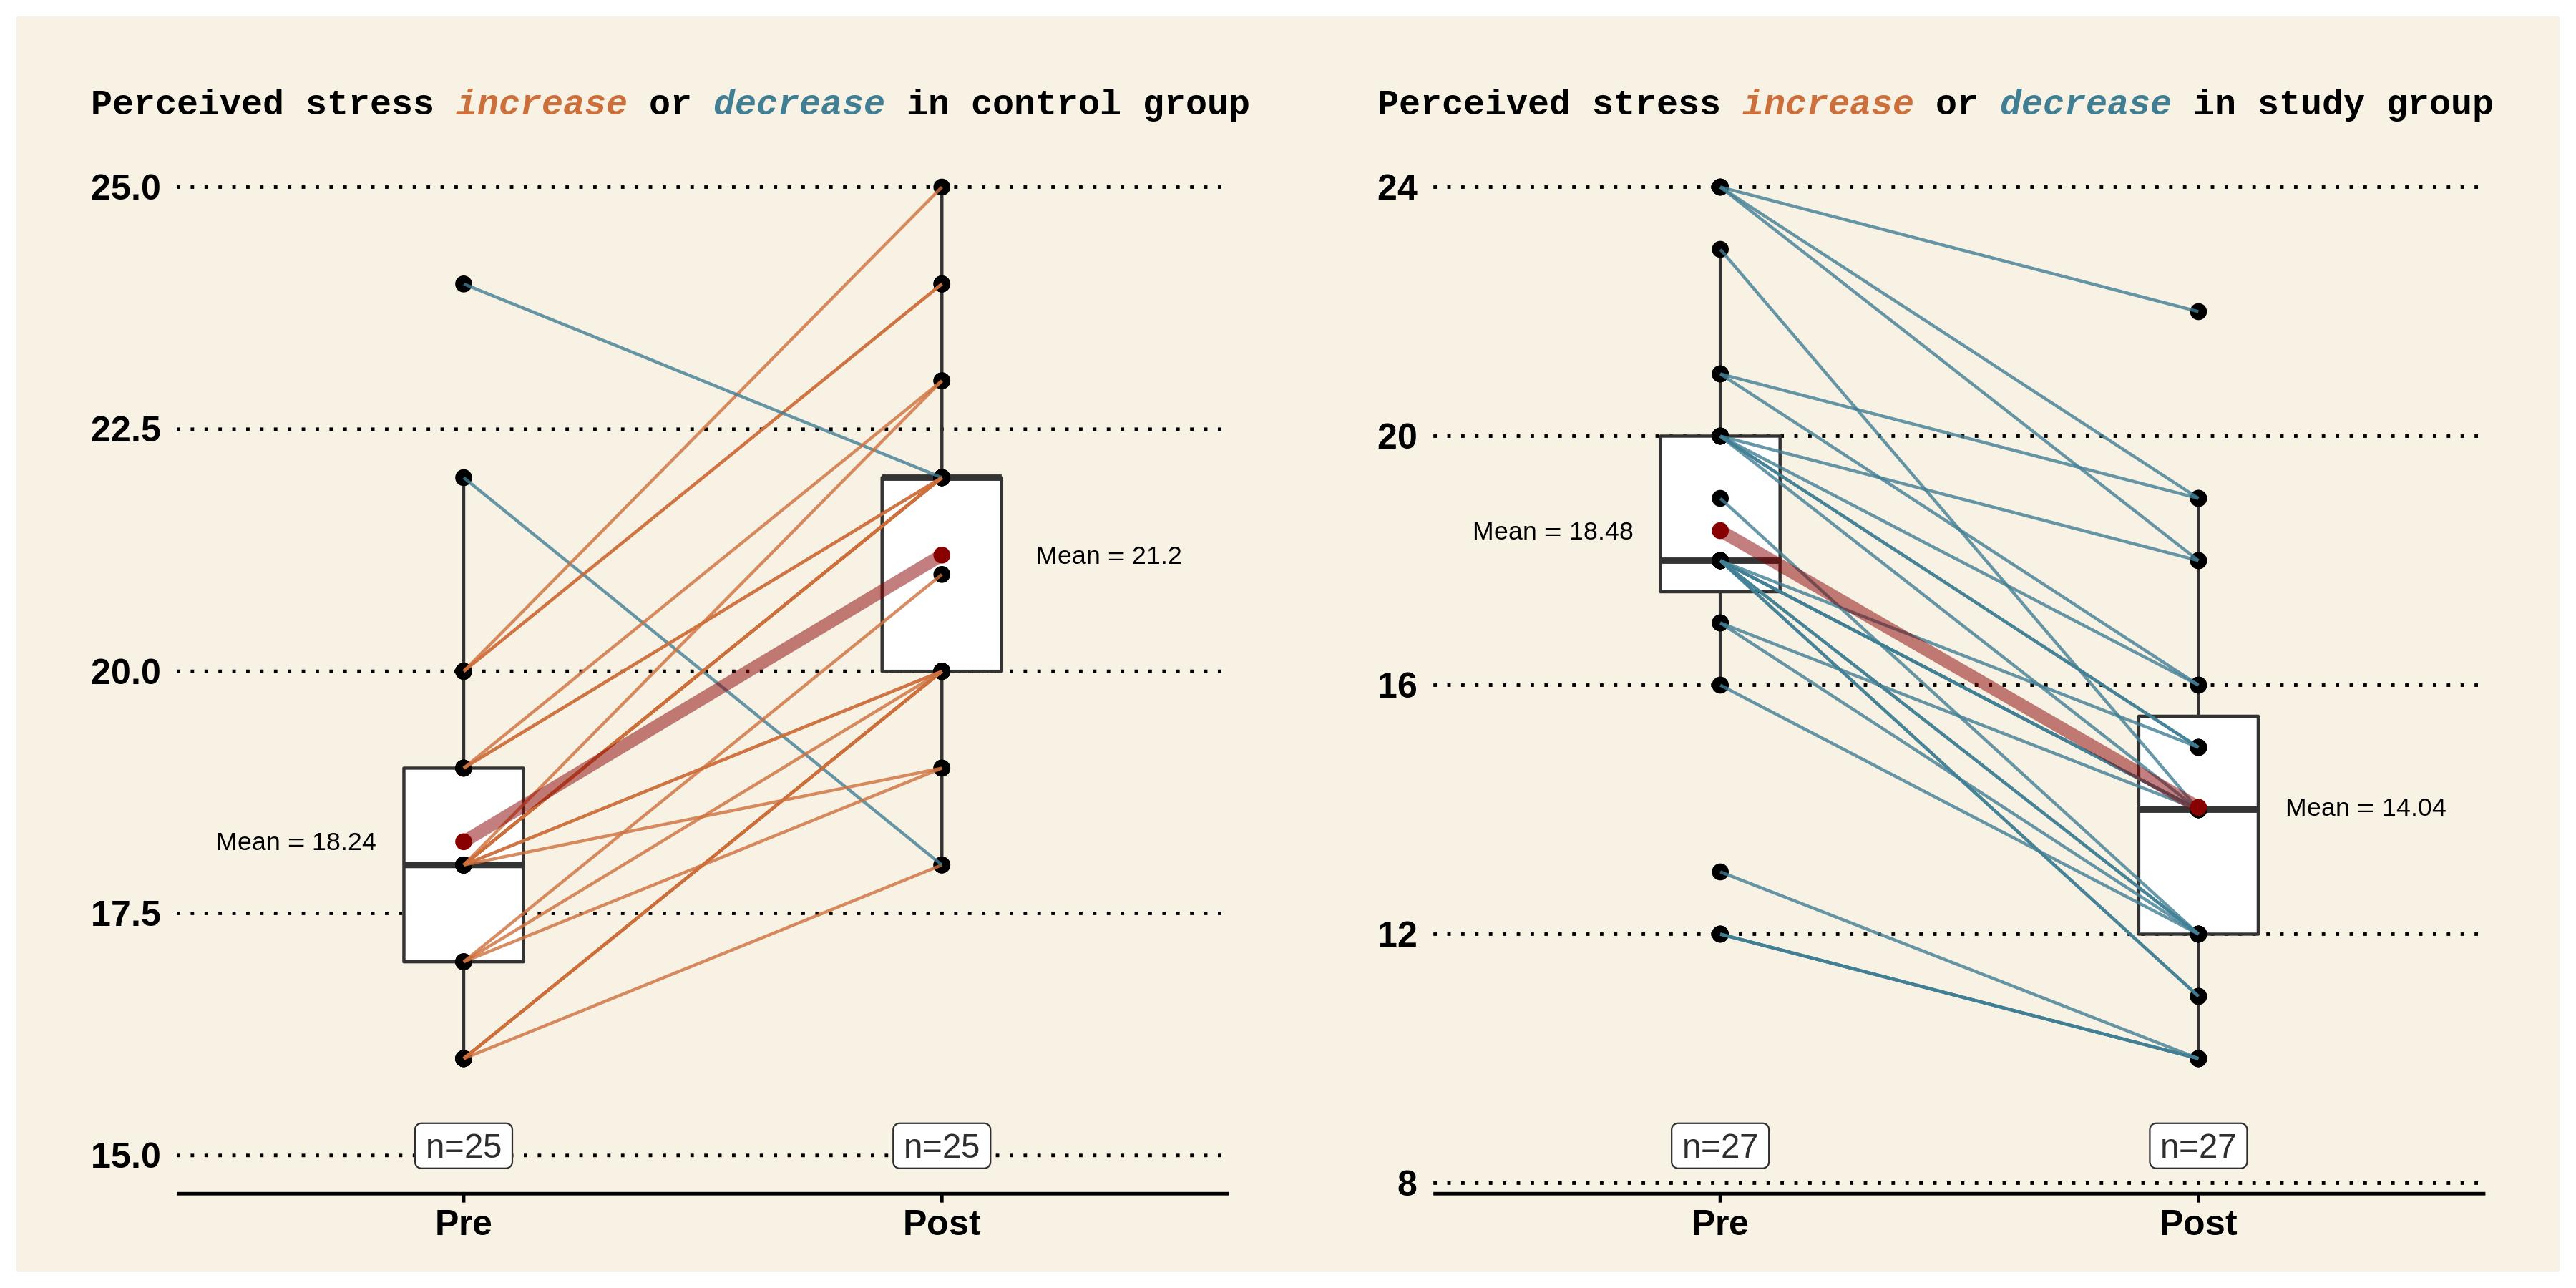 Perceived stress increase or decrease in control group
25.0
22.5
20.0
17.5
15.0
Mean = 18.24
Mean = 21.2
n=25
n=25
Pre
Post
Perceived stress increase or decrease in study group
24
20
16
12
8
Mean = 18.48
Mean = 14.04
n=27
n=27
Pre
Post